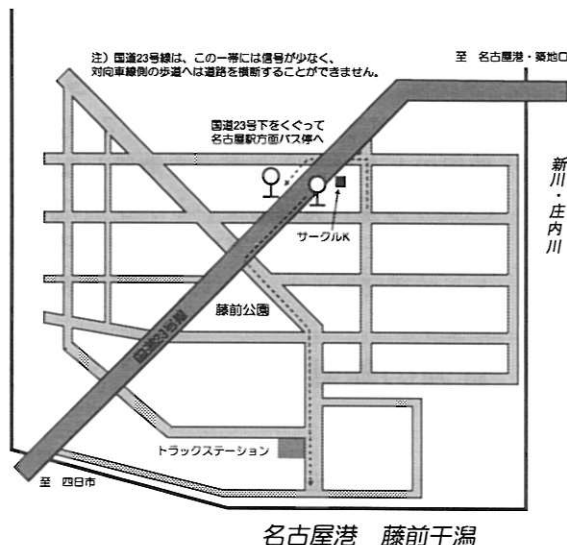 注）国道23号線は、この一帯には信号が少なく、
対向車線側の歩道へは道路を横断することができません。
至 名古屋港・築地口
国道23号下をくぐって
名古屋駅方面バス停へ
新川・庄内川
サークルK
藤前公園
国道23号線
トラックステーション
至 四日市
名古屋港 藤前干潟